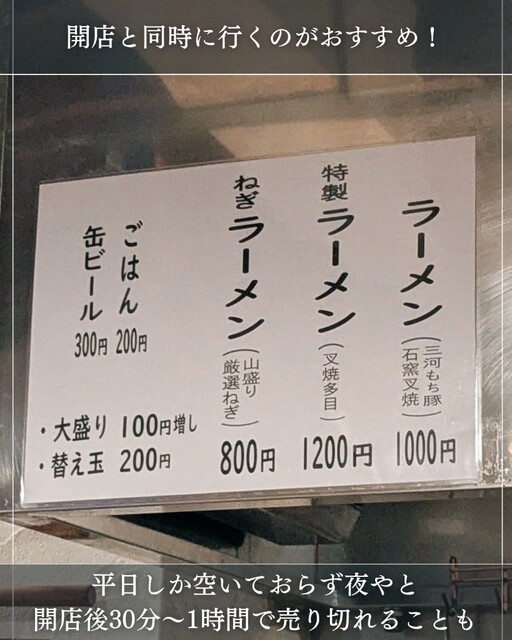 開店と同時に行くのがおすすめ！
ラーメン
(三河もち豚
石窯叉焼)
1000円
特製ラーメン
(叉焼多目)
1200円
ねぎラーメン
(山盛り
厳選ねぎ)
800円
ごはん
200円
缶ビール
300円
・大盛り 100円増し
・替え玉 200円
平日しか空いておらず夜やと
開店後30分〜1時間で売り切れることも